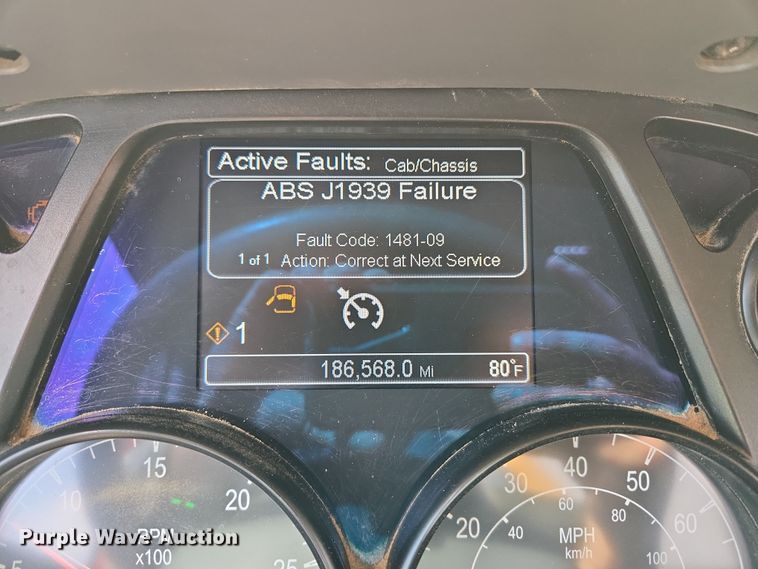 Active Faults: Cab/Chassis
ABS J1939 Failure
Fault Code: 1481-09
1 of 1 Action: Correct at Next Service
1
186,568.0 Mi 80°F
5 10 15 20 25
RPM
x100
20 30 40 50 60
40 60 80 100
MPH
km/h
Purple Wave Auction®